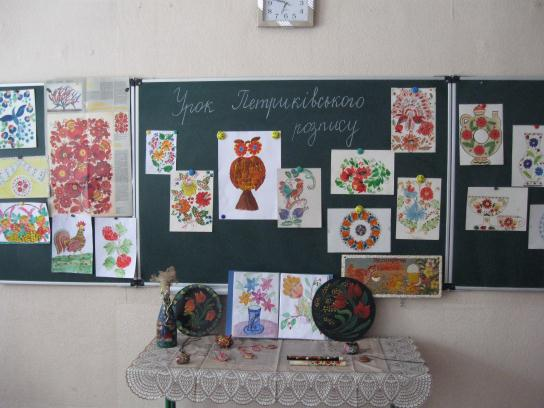 Урок Петриківського
розпису